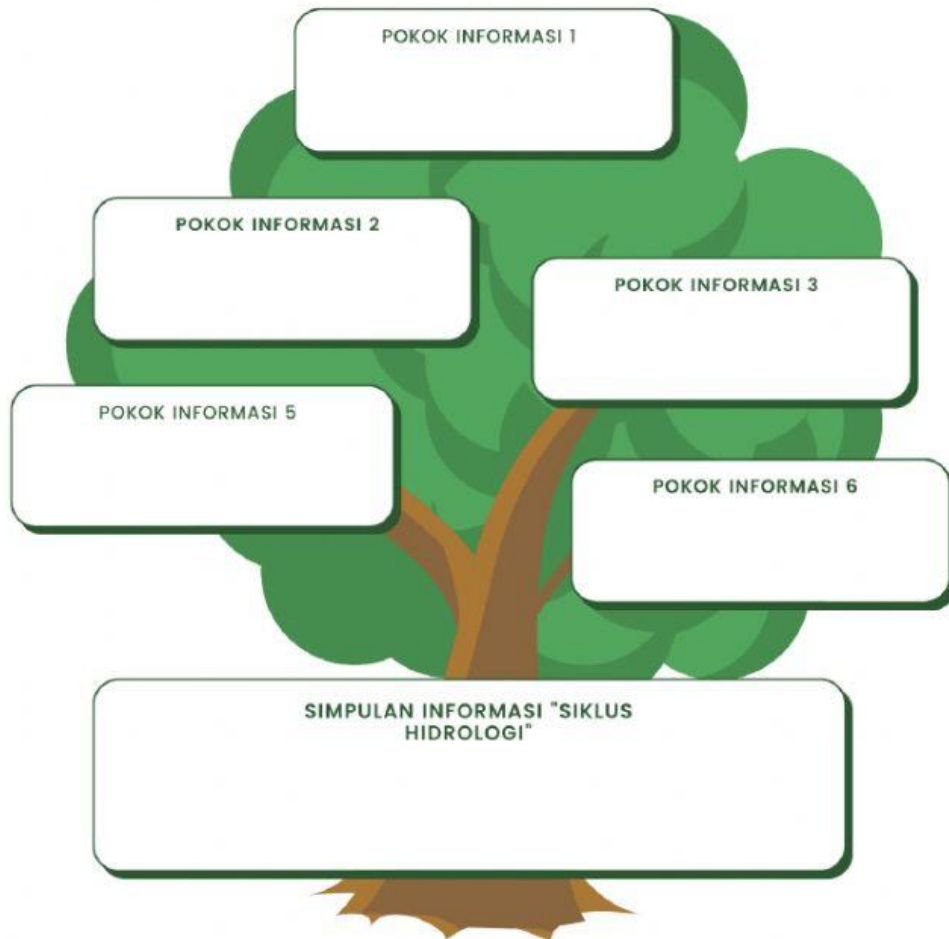 POKOK INFORMASI 1
POKOK INFORMASI 2
POKOK INFORMASI 3
POKOK INFORMASI 5
POKOK INFORMASI 6
SIMPULAN INFORMASI "SIKLUS
HIDROLOGI"